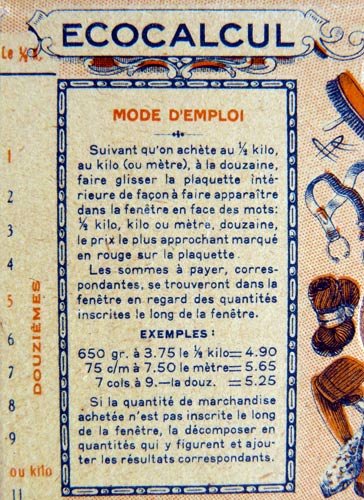 ECOCALCUL
Le ½ K.
MODE D'EMPLOI
Suivant qu'on achète au ½ kilo,
au kilo (ou mètre), à la douzaine,
faire glisser la plaquette inté-
rieure de façon à faire apparaître
dans la fenêtre en face des mots:
½ kilo, kilo ou mètre, douzaine,
le prix le plus approchant marqué
en rouge sur la plaquette.
Les sommes à payer, corres-
pondantes, se trouveront dans la
fenêtre en regard des quantités
inscrites le long de la fenêtre.
EXEMPLES:
650 gr. à 3.75 le ½ kilo = 4.90
75 c/m à 7.50 le mètre = 5.65
7 cols à 9.— la douz. = 5.25
Si la quantité de marchandise
achetée n'est pas inscrite le long
de la fenêtre, la décomposer en
quantités qui y figurent et ajou-
ter les résultats correspondants.
DOUZIÈMES
1
2
3
4
5
6
7
8
9
ou kilo
11